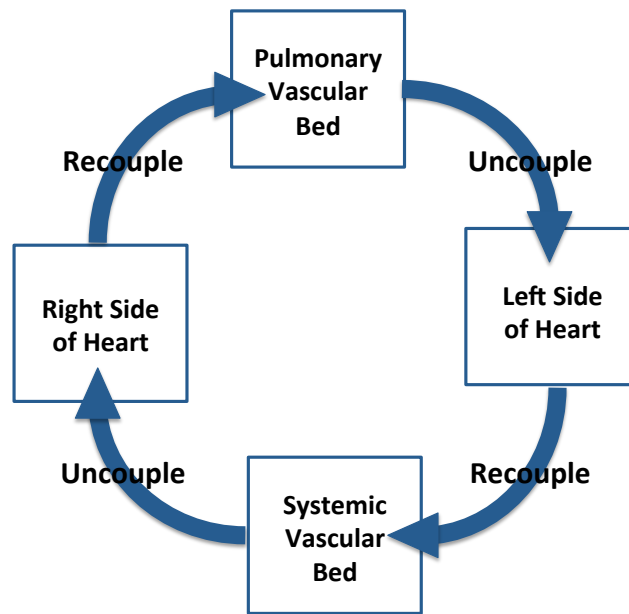 Pulmonary
Vascular
Bed
Recouple
Uncouple
Right Side
of Heart
Left Side
of Heart
Uncouple
Recouple
Systemic
Vascular
Bed